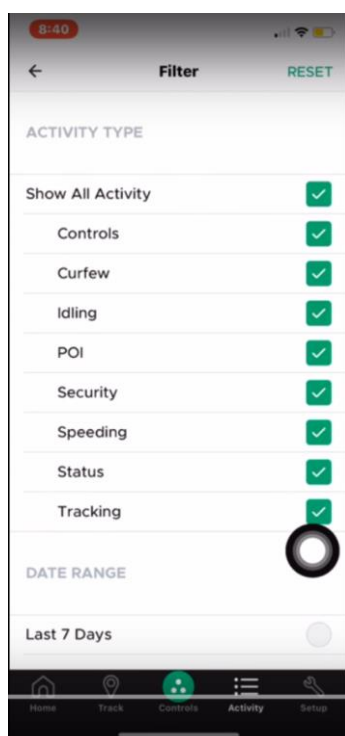 8:40
Filter
RESET
ACTIVITY TYPE
Show All Activity
Controls
Curfew
Idling
POI
Security
Speeding
Status
Tracking
DATE RANGE
Last 7 Days
Home
Track
Controls
Activity
Setup